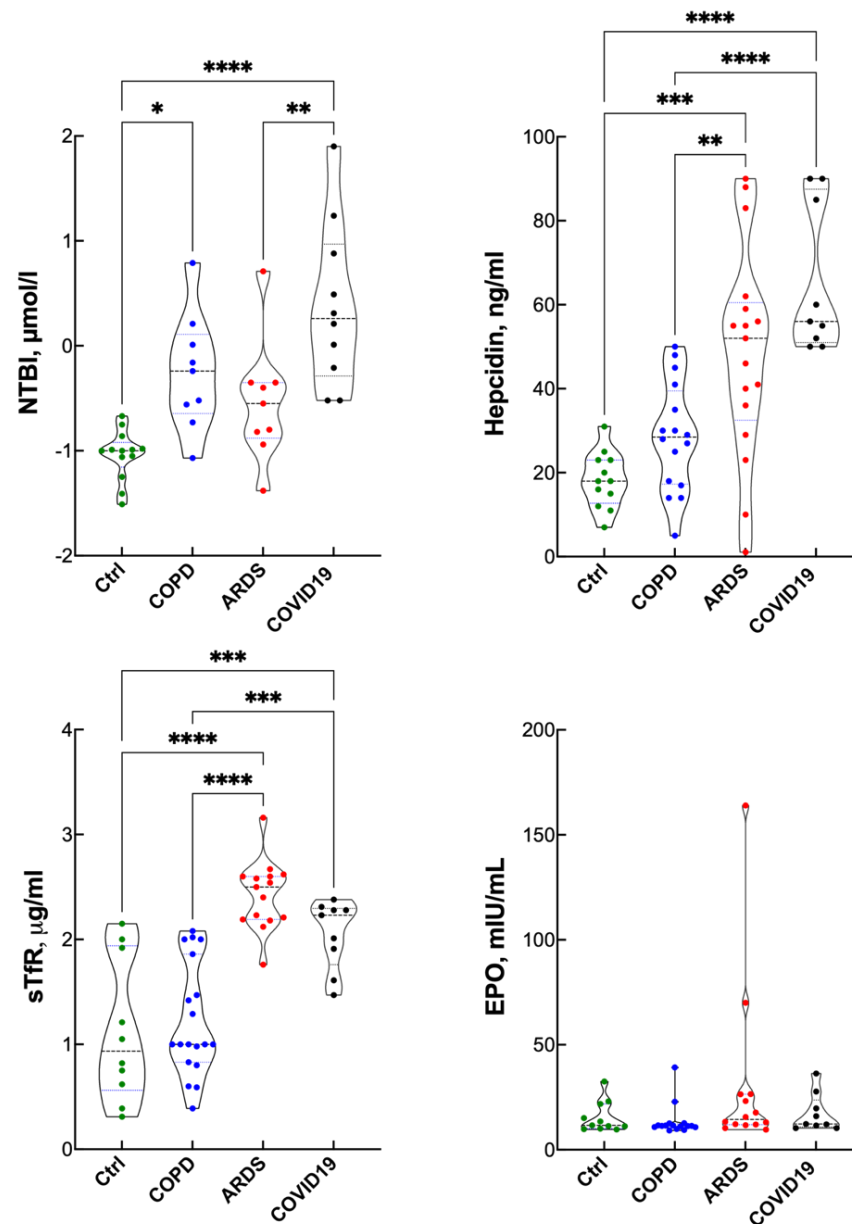 ****
* **
NTBI, µmol/l
2
1
0
-1
-2
Ctrl
COPD
ARDS
COVID19
****
****
***
**
Hepcidin, ng/ml
100
80
60
40
20
0
Ctrl
COPD
ARDS
COVID19
***
***
****
****
sTfR, µg/ml
4
3
2
1
0
Ctrl
COPD
ARDS
COVID19
EPO, mIU/mL
200
150
100
50
0
Ctrl
COPD
ARDS
COVID19